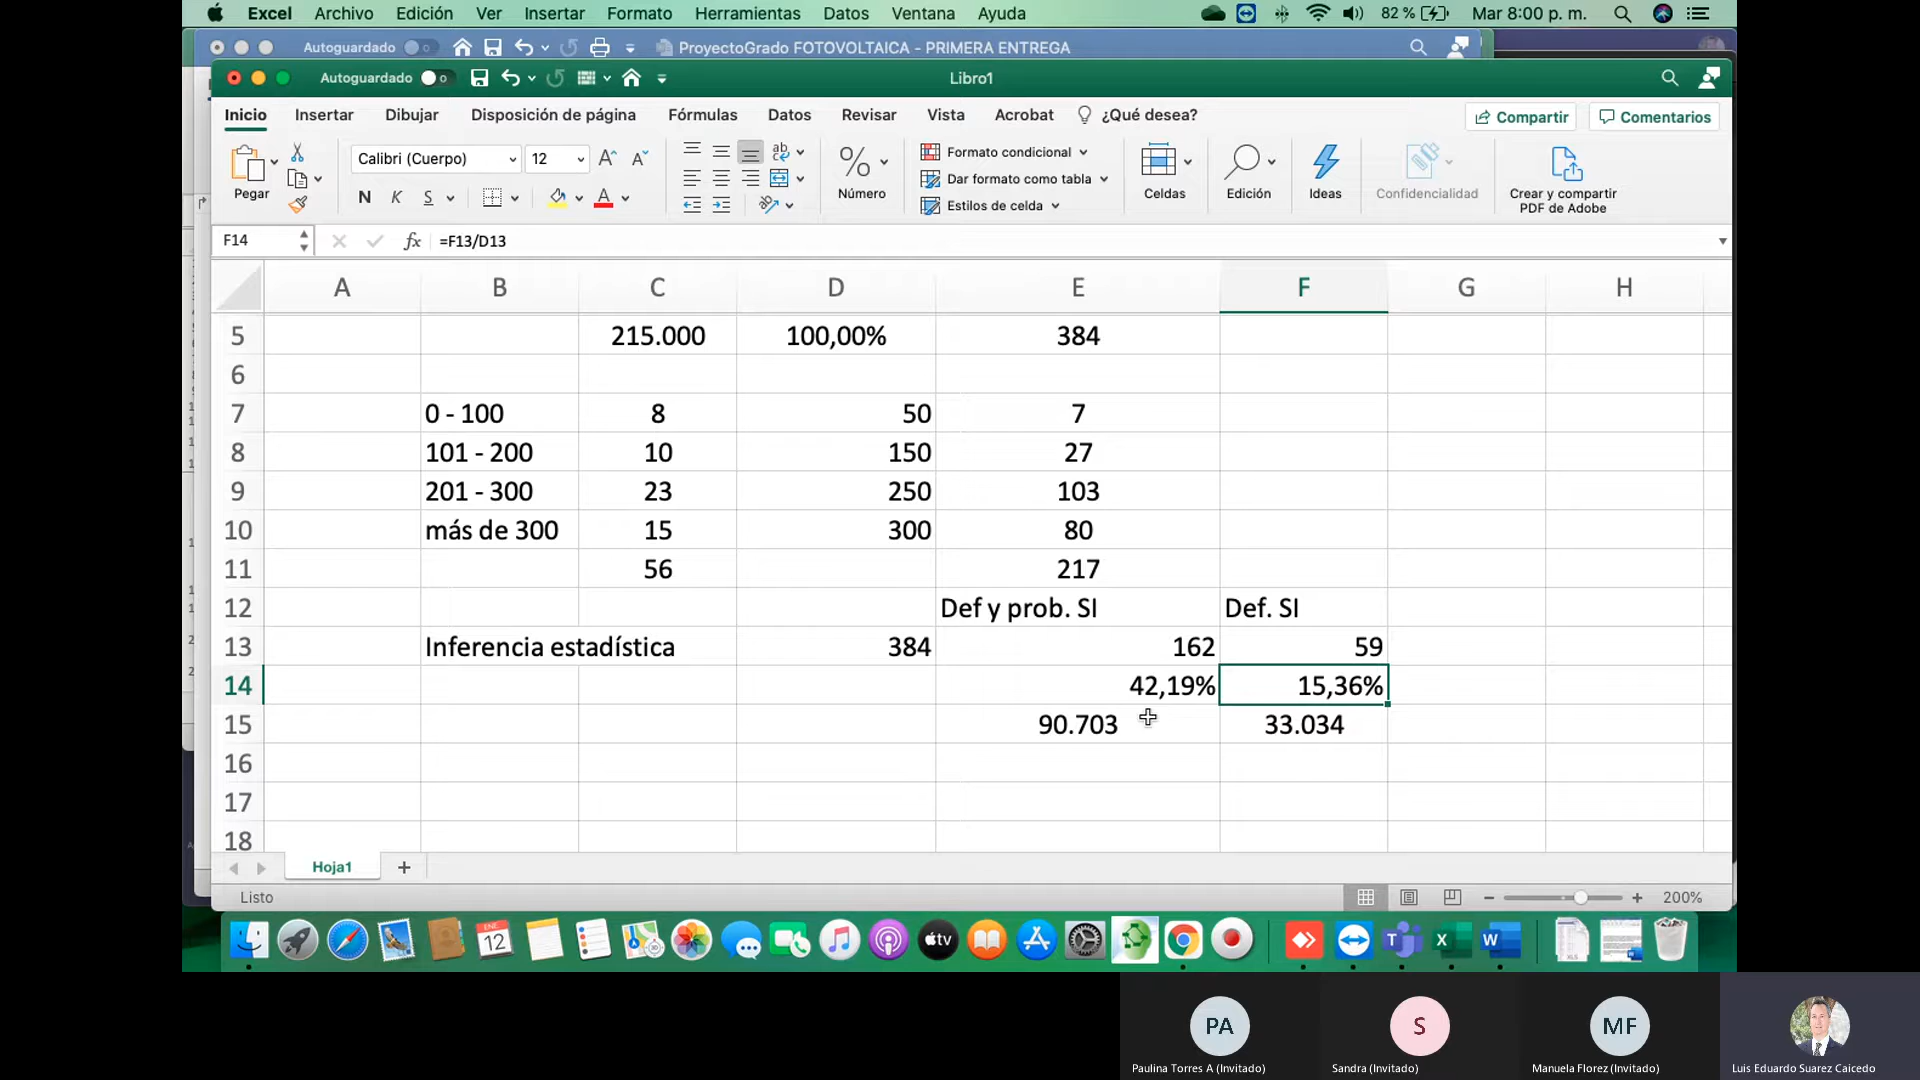 Excel Archivo Edición Ver Insertar Formato Herramientas Datos Ventana Ayuda 82 % Mar 8:00 p. m.
Autoguardado ProyectoGrado FOTOVOLTAICA - PRIMERA ENTREGA
Autoguardado Libro1
Inicio Insertar Dibujar Disposición de página Fórmulas Datos Revisar Vista Acrobat ¿Qué desea? Compartir Comentarios
Calibri (Cuerpo) 12
Pegar
N K S
Número
Formato condicional
Dar formato como tabla
Estilos de celda
Celdas
Edición
Ideas
Confidencialidad
Crear y compartir
PDF de Adobe
F14 fx =F13/D13
A B C D E F G H
5 215.000 100,00% 384
6
7 0 - 100 8 50 7
8 101 - 200 10 150 27
9 201 - 300 23 250 103
10 más de 300 15 300 80
11 56 217
12 Def y prob. SI Def. SI
13 Inferencia estadística 384 162 59
14 42,19% 15,36%
15 90.703 33.034
16
17
18
Hoja1 +
Listo 200%
ENE.
12
tv
PA S MF
Paulina Torres A (Invitado) Sandra (Invitado) Manuela Florez (Invitado) Luis Eduardo Suarez Caicedo